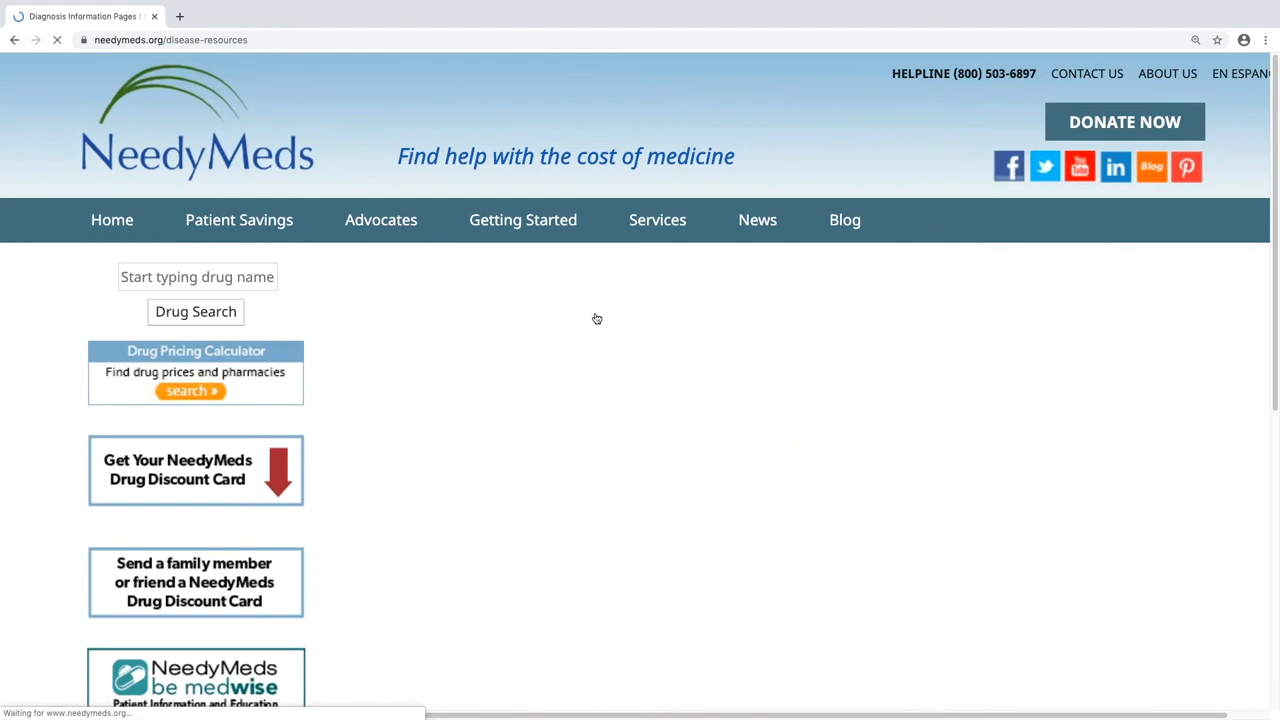 Diagnosis Information Pages |
needymeds.org/disease-resources
HELPLINE (800) 503-6897 CONTACT US ABOUT US EN ESPAN
DONATE NOW
NeedyMeds
Find help with the cost of medicine
f You Tube in Blog
Home Patient Savings Advocates Getting Started Services News Blog
Start typing drug name
Drug Search
Drug Pricing Calculator
Find drug prices and pharmacies
search »
Get Your NeedyMeds
Drug Discount Card
Send a family member
or friend a NeedyMeds
Drug Discount Card
NeedyMeds
be medwise
Patient Information and Education
Waiting for www.needymeds.org...